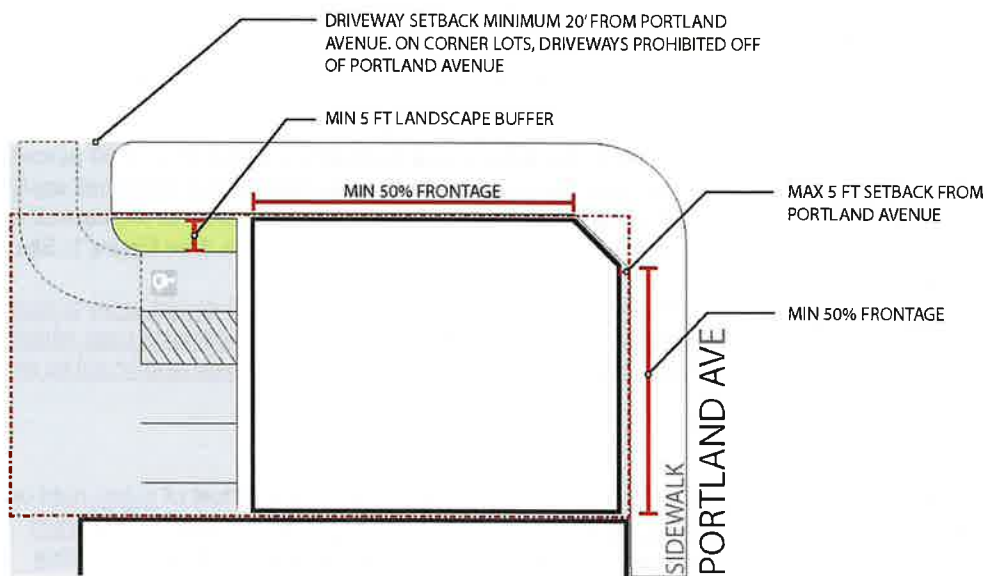 DRIVEWAY SETBACK MINIMUM 20' FROM PORTLAND
AVENUE. ON CORNER LOTS, DRIVEWAYS PROHIBITED OFF
OF PORTLAND AVENUE
MIN 5 FT LANDSCAPE BUFFER
MIN 50% FRONTAGE
MAX 5 FT SETBACK FROM
PORTLAND AVENUE
MIN 50% FRONTAGE
SIDEWALK
PORTLAND AVE